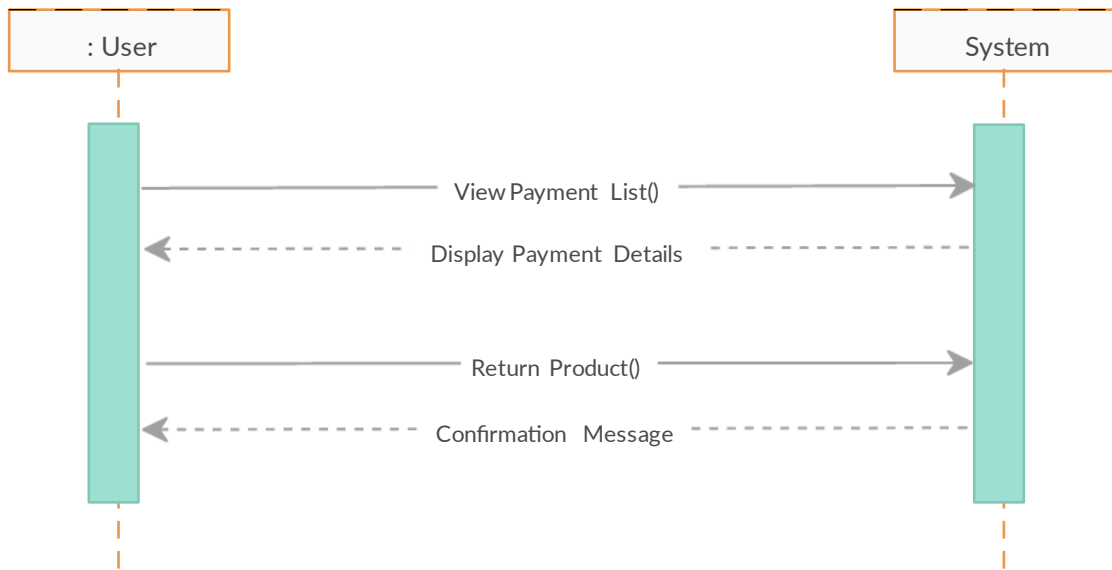 : User
System
View Payment List()
Display Payment Details
Return Product()
Confirmation Message